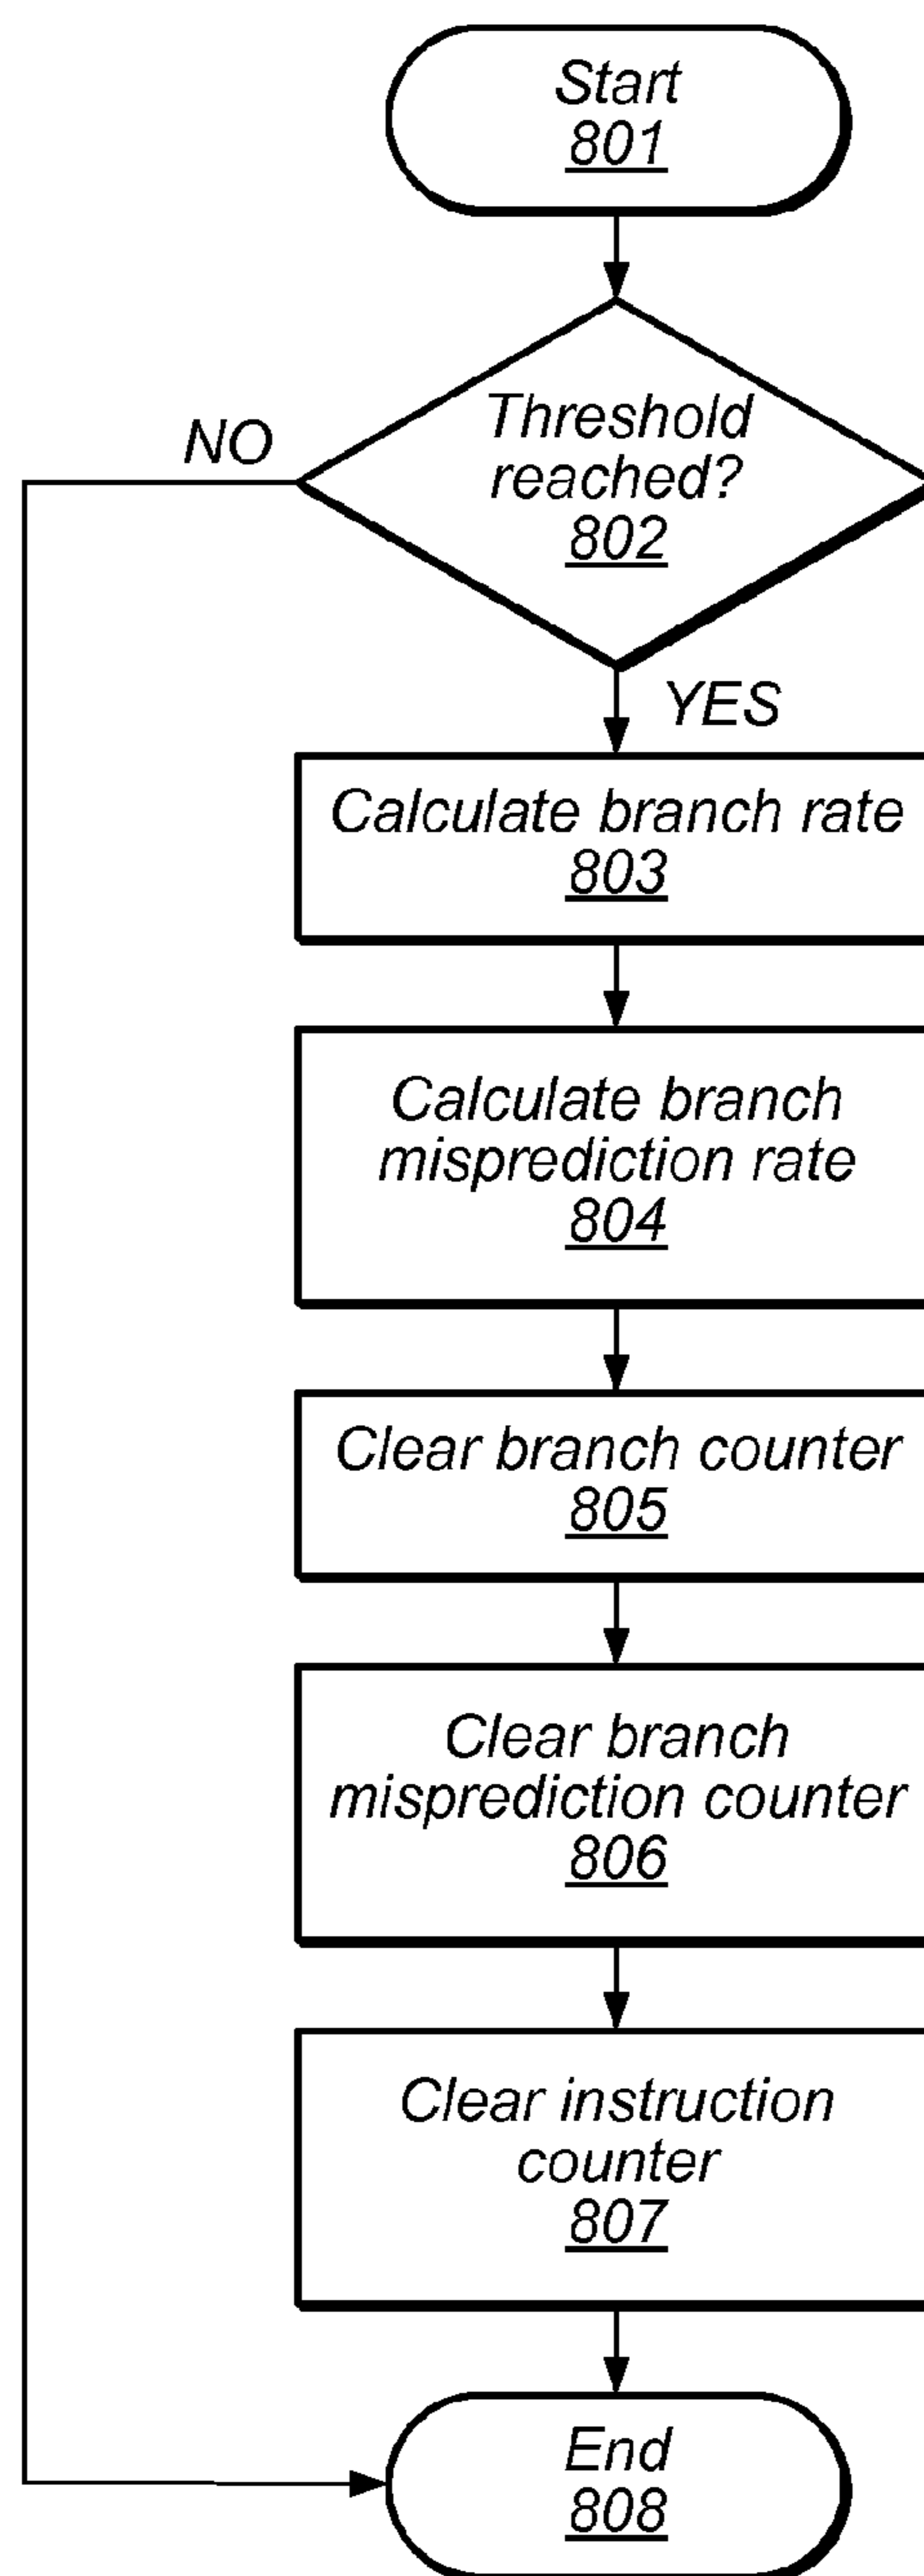 Start
801
Threshold
reached?
802
NO
YES
Calculate branch rate
803
Calculate branch
misprediction rate
804
Clear branch counter
805
Clear branch
misprediction counter
806
Clear instruction
counter
807
End
808